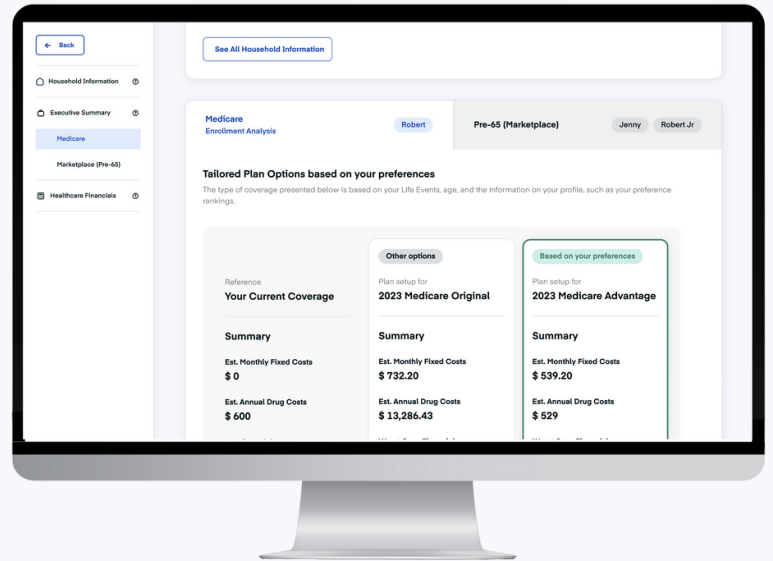 ← Back
Household Information
Executive Summary
Medicare
Marketplace (Pre-65)
Healthcare Financials
See All Household Information
Medicare
Enrollment Analysis
Robert
Pre-65 (Marketplace)
Jenny
Robert Jr
Tailored Plan Options based on your preferences
The type of coverage presented below is based on your Life Events, age, and the information on your profile, such as your preference
rankings.
Reference
Your Current Coverage
Summary
Est. Monthly Fixed Costs
$ 0
Est. Annual Drug Costs
$ 600
Other options
Plan setup for
2023 Medicare Original
Summary
Est. Monthly Fixed Costs
$ 732.20
Est. Annual Drug Costs
$ 13,286.43
Based on your preferences
Plan setup for
2023 Medicare Advantage
Summary
Est. Monthly Fixed Costs
$ 539.20
Est. Annual Drug Costs
$ 529